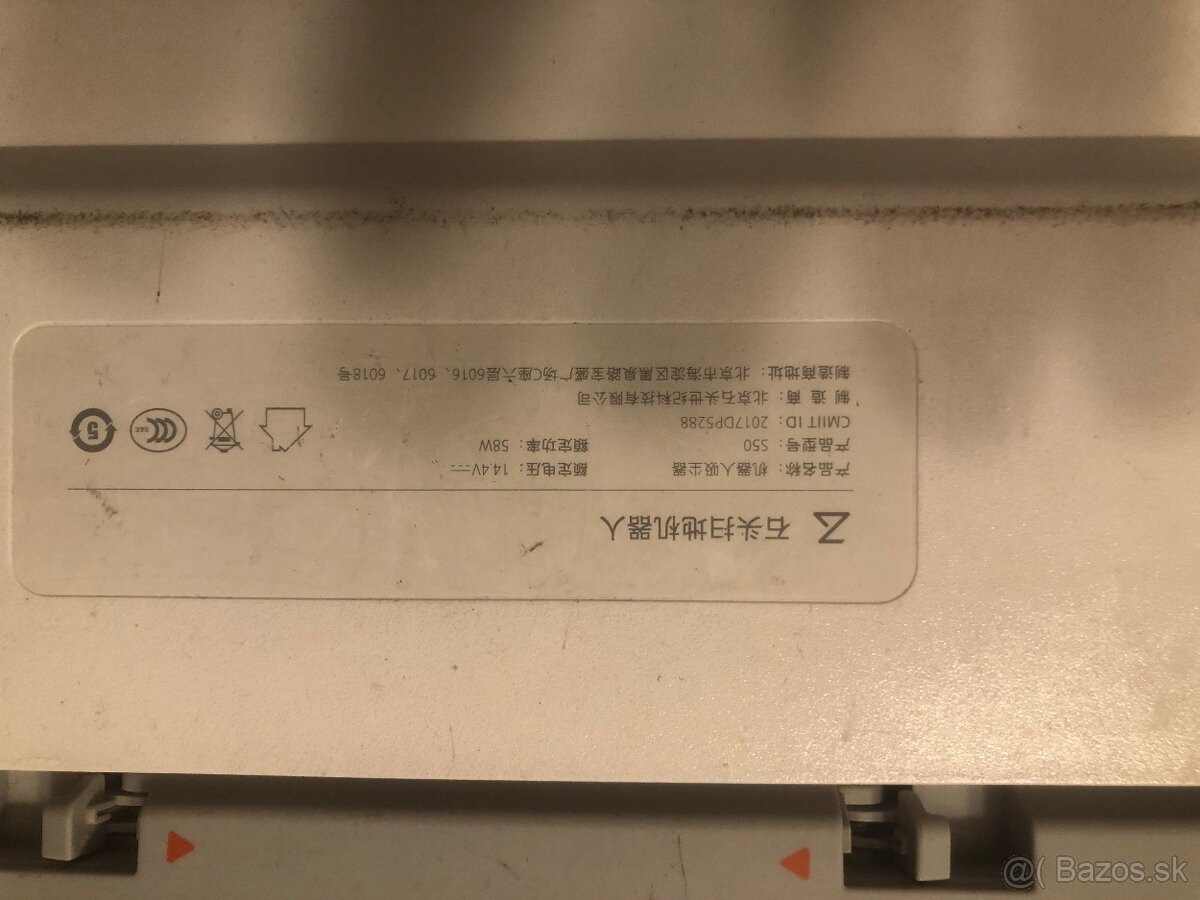 石头扫地机器人
产品名称：机器人吸尘器 额定电压：14.4V
产品型号：S50 额定功率：58W
CMIIT ID：2017DP5288
制 造 商：北京石头世纪科技有限公司
制造商地址：北京市海淀区黑泉路宝盛广场C座六层6016、6017、6018号
5
@( Bazos.sk